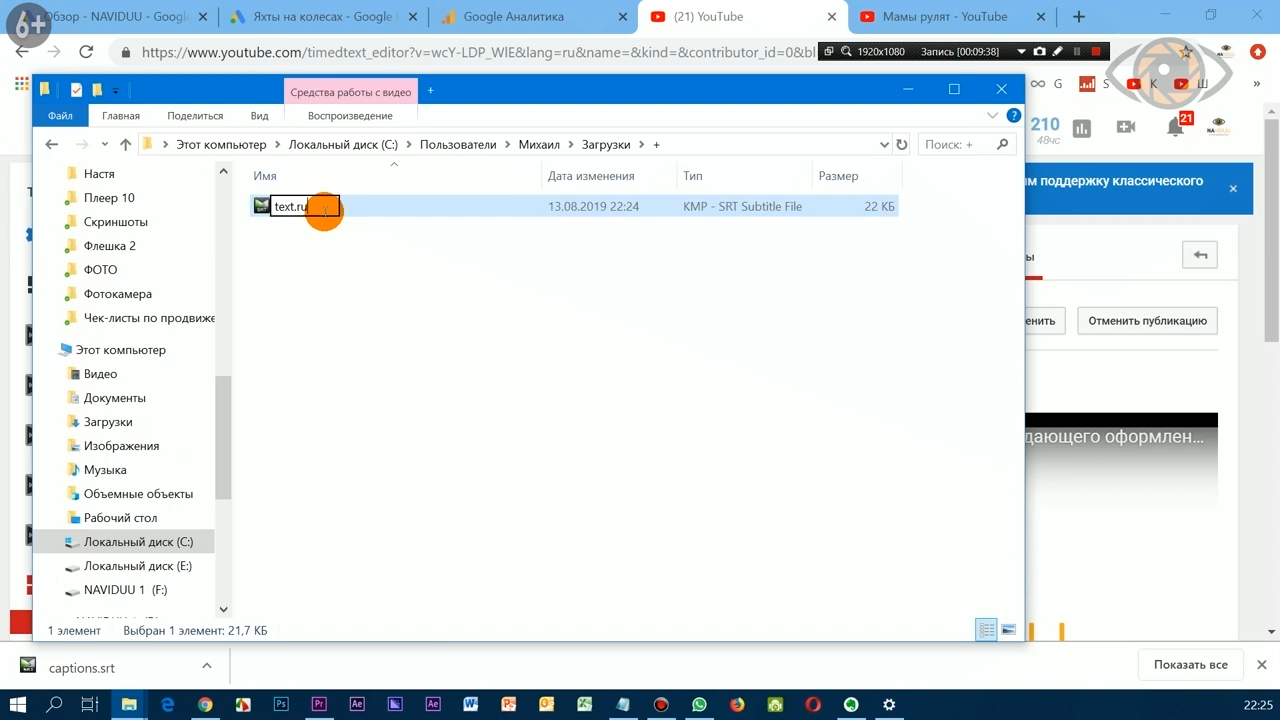 6+
Обзор - NAVIDUU - Google
Яхты на колесах - Google
Google Аналитика
(21) YouTube
Мамы рулят - YouTube
https://www.youtube.com/timedtext_editor?v=wcY-LDP_WIE&lang=ru&name=&kind=&contributor_id=0&bl
1920x1080
Запись [00:09:38]
G
S
К
Ш
»
Средства работы с видео
Файл
Главная
Поделиться
Вид
Воспроизведение
210
48чс
21
Этот компьютер
Локальный диск (C:)
Пользователи
Михаил
Загрузки
+
Поиск: +
Имя
Дата изменения
Тип
Размер
text.ru
13.08.2019 22:24
KMP - SRT Subtitle File
22 КБ
м поддержку классического
Настя
Плеер 10
Скриншоты
Флешка 2
ФОТО
Фотокамера
Чек-листы по продвиже
Этот компьютер
Видео
Документы
Загрузки
Изображения
Музыка
Объемные объекты
Рабочий стол
Локальный диск (C:)
Локальный диск (E:)
NAVIDUU 1 (F:)
ы
енить
Отменить публикацию
дающего оформлен...
1 элемент
Выбран 1 элемент: 21,7 КБ
captions.srt
Показать все
22:25